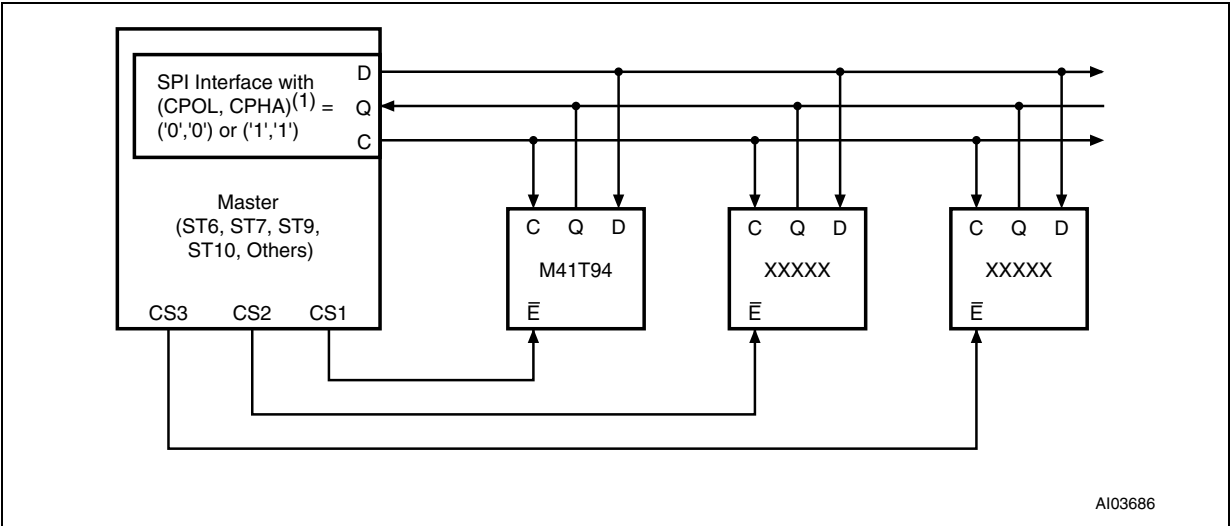 SPI Interface with
(CPOL, CPHA)(1) =
('0','0') or ('1','1')
D
Q
C
Master
(ST6, ST7, ST9,
ST10, Others)
CS3 CS2 CS1
C Q D
M41T94
E̅
C Q D
XXXXX
E̅
C Q D
XXXXX
E̅
AI03686